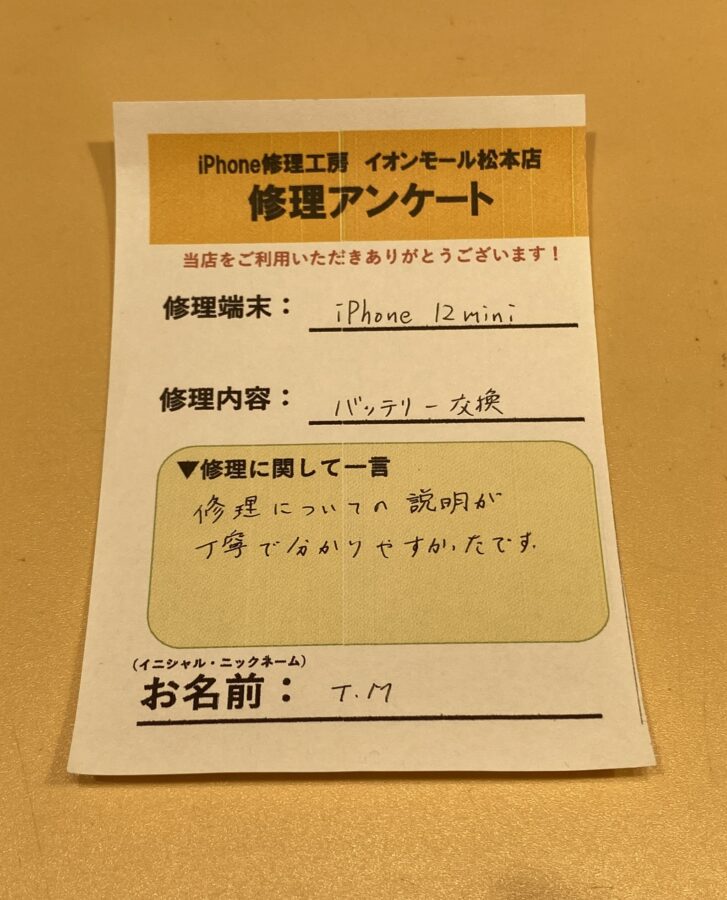 iPhone修理工房 イオンモール松本店
修理アンケート
当店をご利用いただきありがとうございます！
修理端末： iPhone 12mini
修理内容： バッテリー交換
▼修理に関して一言
修理についての説明が
丁寧で分かりやすかったです。
（イニシャル・ニックネーム）
お名前： T.M